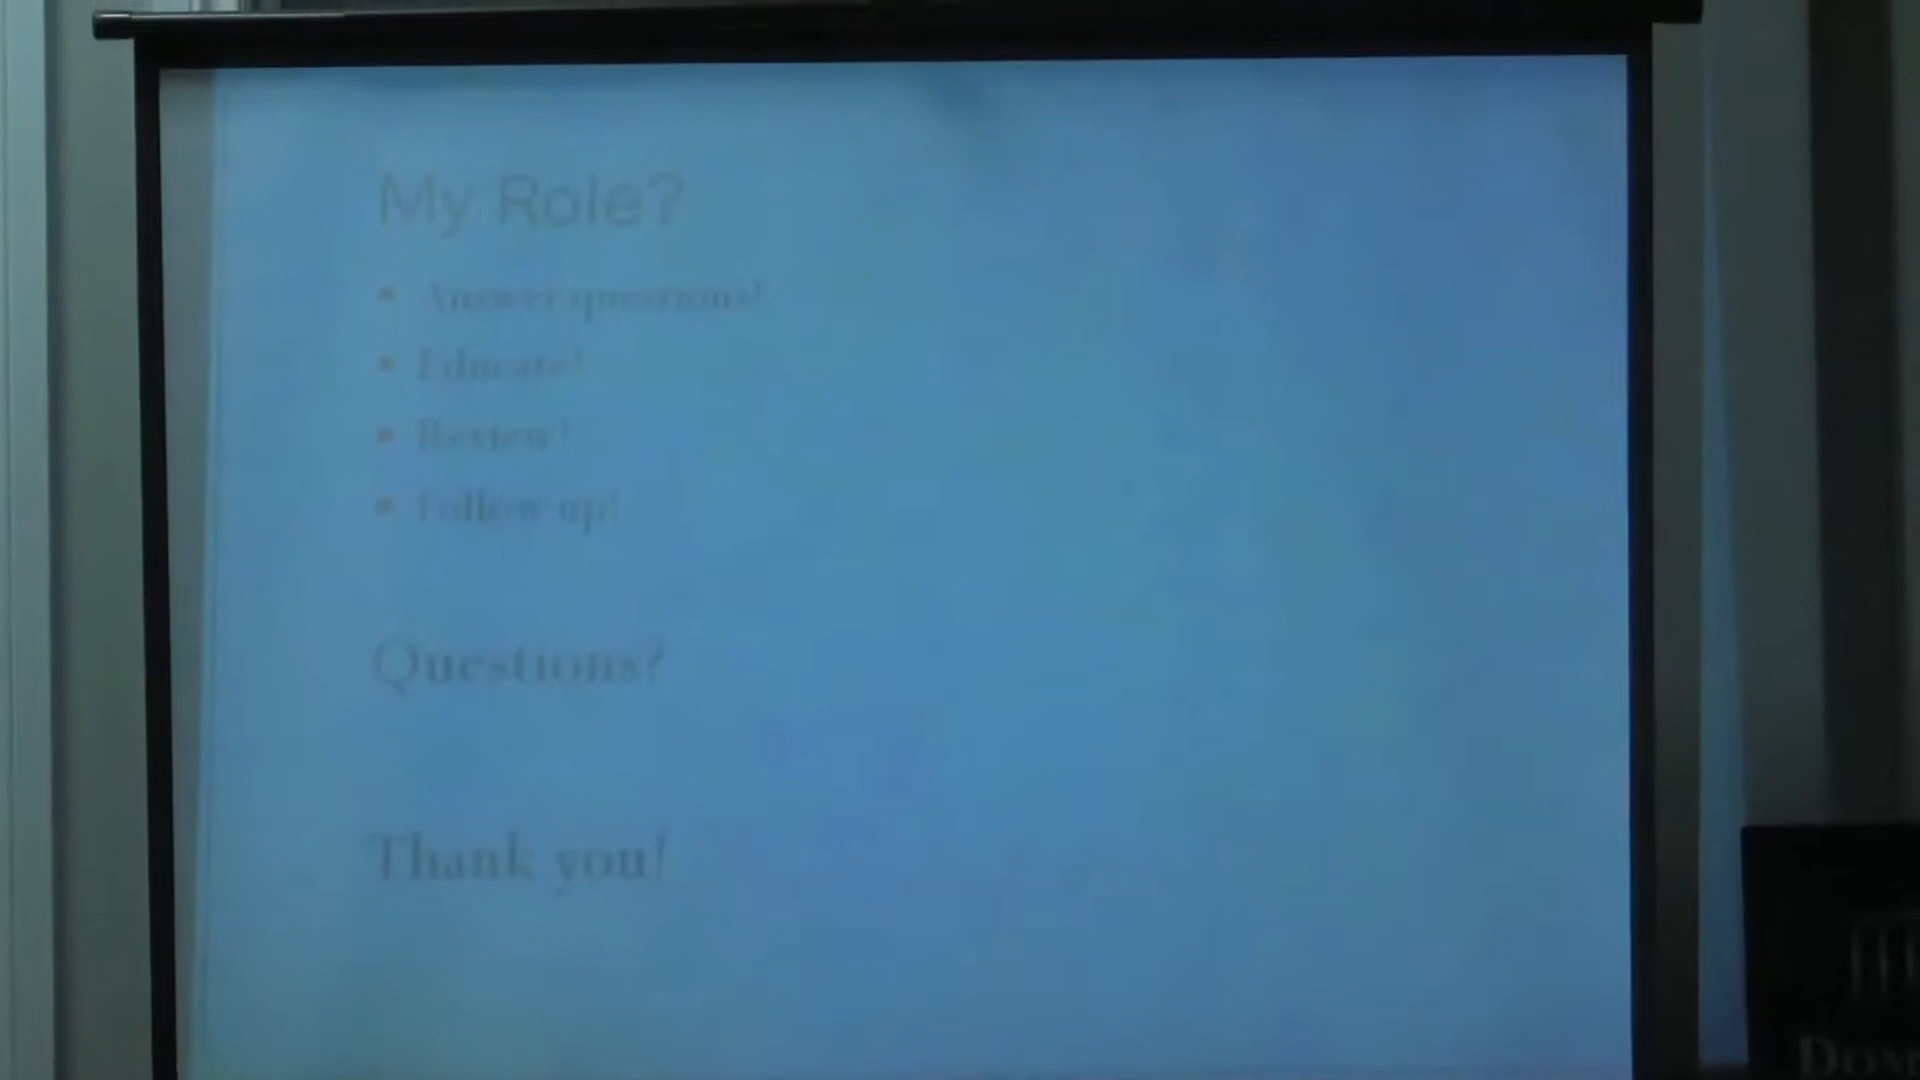 My Role?
• Answer questions!
• Educate!
• Review!
• Follow up!
Questions?
Thank you!